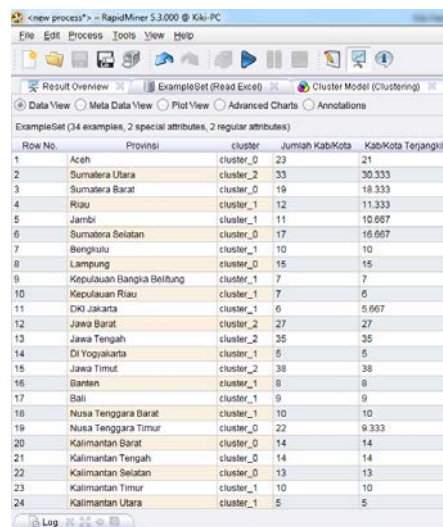 <new process*> – RapidMiner 5.3.000 @ Kiki-PC
File Edit Process Tools View Help
Result Overview ExampleSet (Read Excel) Cluster Model (Clustering)
Data View Meta Data View Plot View Advanced Charts Annotations
ExampleSet (34 examples, 2 special attributes, 2 regular attributes)
Row No. Provinsi cluster Jumlah Kab/Kota Kab/Kota Terjangkit
1 Aceh cluster_0 23 21
2 Sumatera Utara cluster_2 33 30.333
3 Sumatera Barat cluster_0 19 18.333
4 Riau cluster_1 12 11.333
5 Jambi cluster_1 11 10.667
6 Sumatera Selatan cluster_0 17 16.667
7 Bengkulu cluster_1 10 10
8 Lampung cluster_0 15 15
9 Kepulauan Bangka Belitung cluster_1 7 7
10 Kepulauan Riau cluster_1 7 6
11 DKI Jakarta cluster_1 6 5.667
12 Jawa Barat cluster_2 27 27
13 Jawa Tengah cluster_2 35 35
14 DI Yogyakarta cluster_1 5 5
15 Jawa Timut cluster_2 38 38
16 Banten cluster_1 8 8
17 Bali cluster_1 9 9
18 Nusa Tenggara Barat cluster_1 10 10
19 Nusa Tenggara Timur cluster_0 22 9.333
20 Kalimantan Barat cluster_0 14 14
21 Kalimantan Tengah cluster_0 14 14
22 Kalimantan Selatan cluster_0 13 13
23 Kalimantan Timur cluster_1 10 10
24 Kalimantan Utara cluster_1 5 5
Log